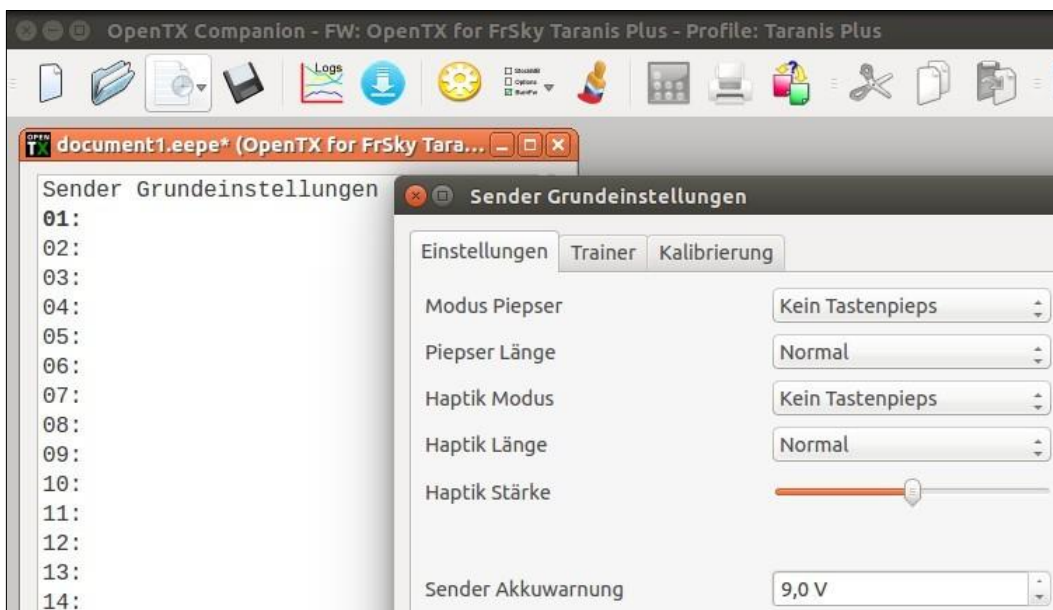 OpenTX Companion - FW: OpenTX for FrSky Taranis Plus - Profile: Taranis Plus
Logs
document1.eepe* (OpenTX for FrSky Tara...
Sender Grundeinstellungen
01:
02:
03:
04:
05:
06:
07:
08:
09:
10:
11:
12:
13:
14:
Sender Grundeinstellungen
Einstellungen Trainer Kalibrierung
Modus Piepser Kein Tastenpieps
Piepser Länge Normal
Haptik Modus Kein Tastenpieps
Haptik Länge Normal
Haptik Stärke
Sender Akkuwarnung 9,0 V